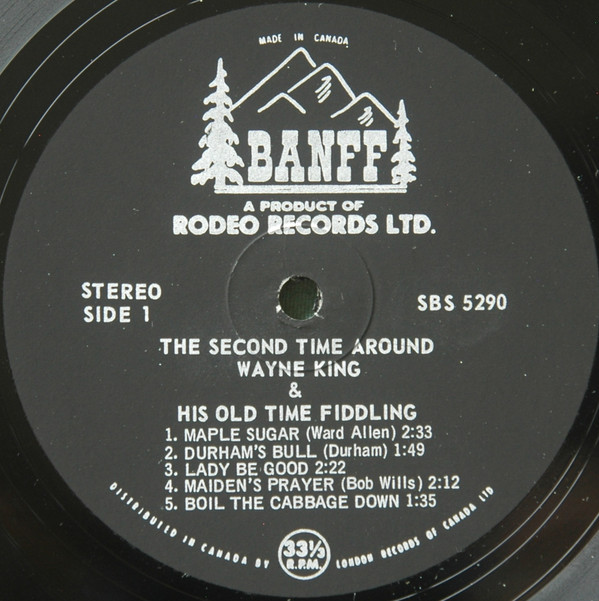 MADE IN CANADA
BANFF
A PRODUCT OF
RODEO RECORDS LTD.
STEREO
SIDE 1
SBS 5290
THE SECOND TIME AROUND
WAYNE KING
&
HIS OLD TIME FIDDLING
1. MAPLE SUGAR (Ward Allen) 2:33
2. DURHAM'S BULL (Durham) 1:49
3. LADY BE GOOD 2:22
4. MAIDEN'S PRAYER (Bob Wills) 2:12
5. BOIL THE CABBAGE DOWN 1:35
DISTRIBUTED IN CANADA BY LONDON RECORDS OF CANADA LTD
33⅓
R.P.M.